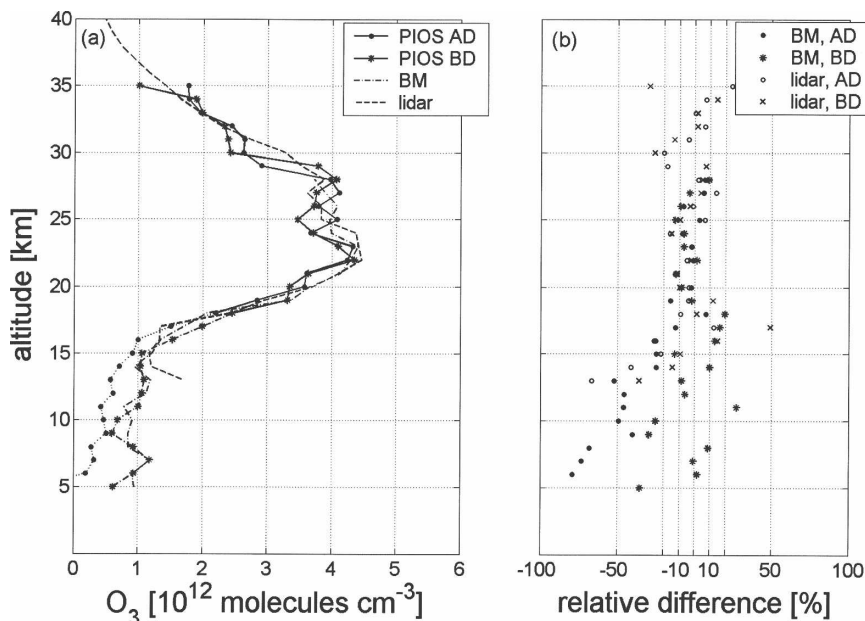 (a)
PIOS AD
PIOS BD
BM
lidar
40
35
30
25
20
15
10
5
0
1
2
3
4
5
6
altitude [km]
O₃ [10¹² molecules cm⁻³]
(b)
BM, AD
BM, BD
lidar, AD
lidar, BD
-100
-50
-10
10
50
100
relative difference [%]